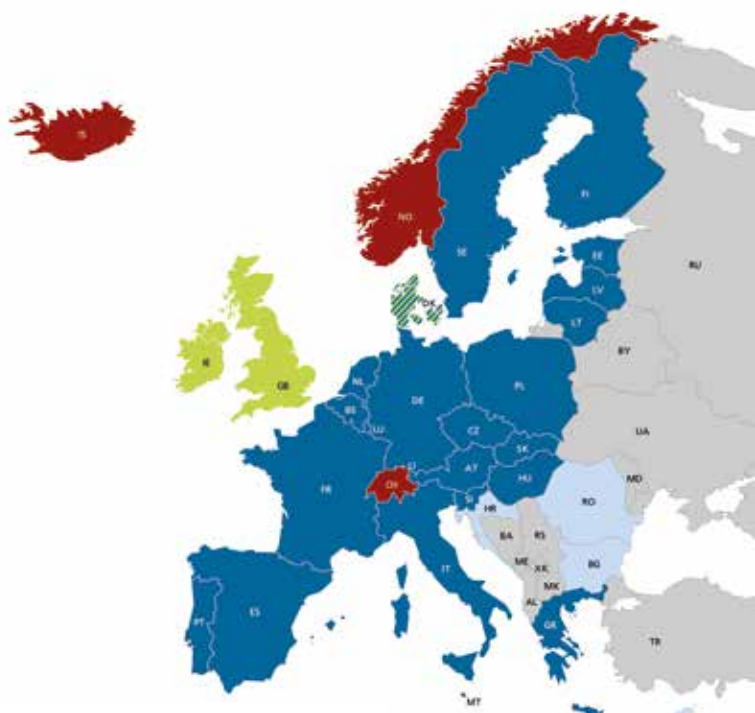 IS
NO
FI
SE
EE
RU
LV
DK
LT
IE
GB
BY
NL
DE
PL
BE
LU
CZ
UA
SK
LI
AT
MD
FR
CH
HU
SI
HR
RO
BA
RS
ME
XK
BG
IT
MK
AL
PT
ES
GR
TR
MT